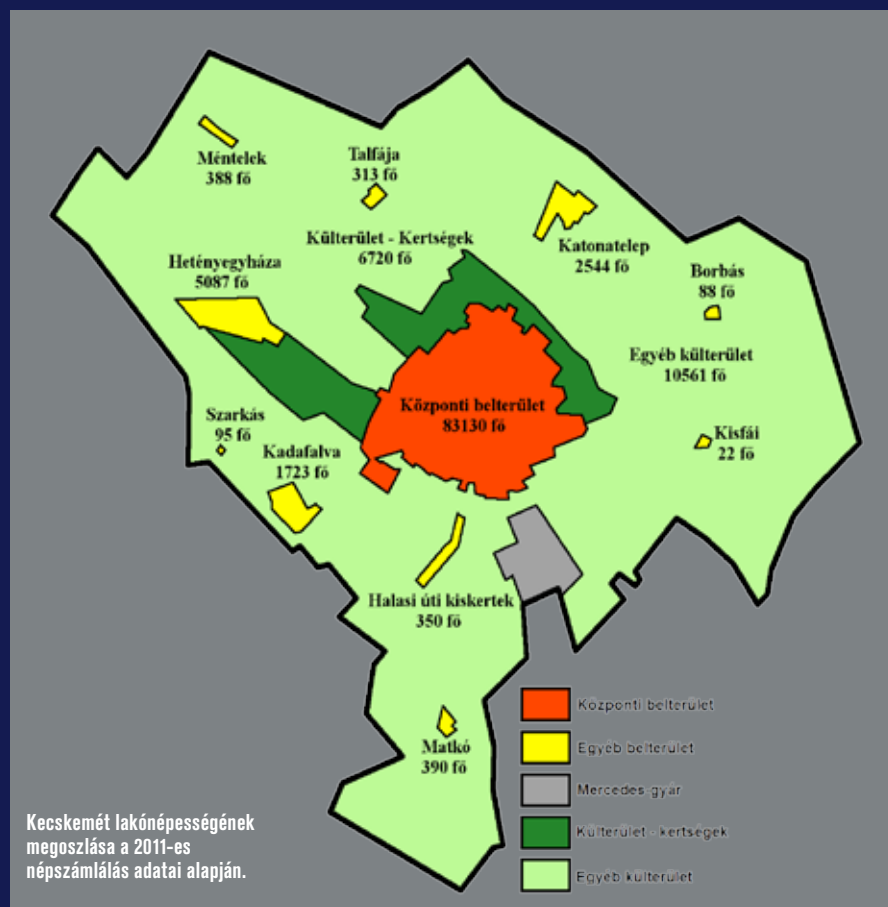 Méntelek
388 fő
Talfája
313 fő
Külterület - Kertségek
6720 fő
Katonatelep
2544 fő
Hetényegyháza
5087 fő
Borbás
88 fő
Egyéb külterület
10561 fő
Központi belterület
83130 fő
Szarkás
95 fő
Kisfái
22 fő
Kadafalva
1723 fő
Halasi úti kiskertek
350 fő
Matkó
390 fő
Központi belterület
Egyéb belterület
Mercedes-gyár
Külterület - kertségek
Egyéb külterület
Kecskemét lakónépességének
megoszlása a 2011-es
népszámlálás adatai alapján.